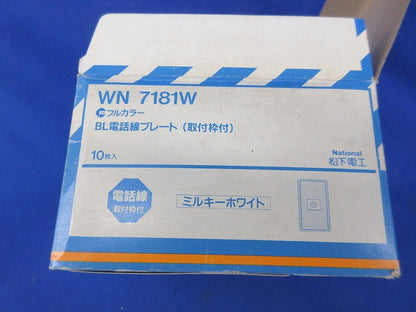 WN 7181W
フルカラー
BL電話線プレート(取付枠付)
10枚入
National
松下電工
電話線
取付枠付
ミルキーホワイト